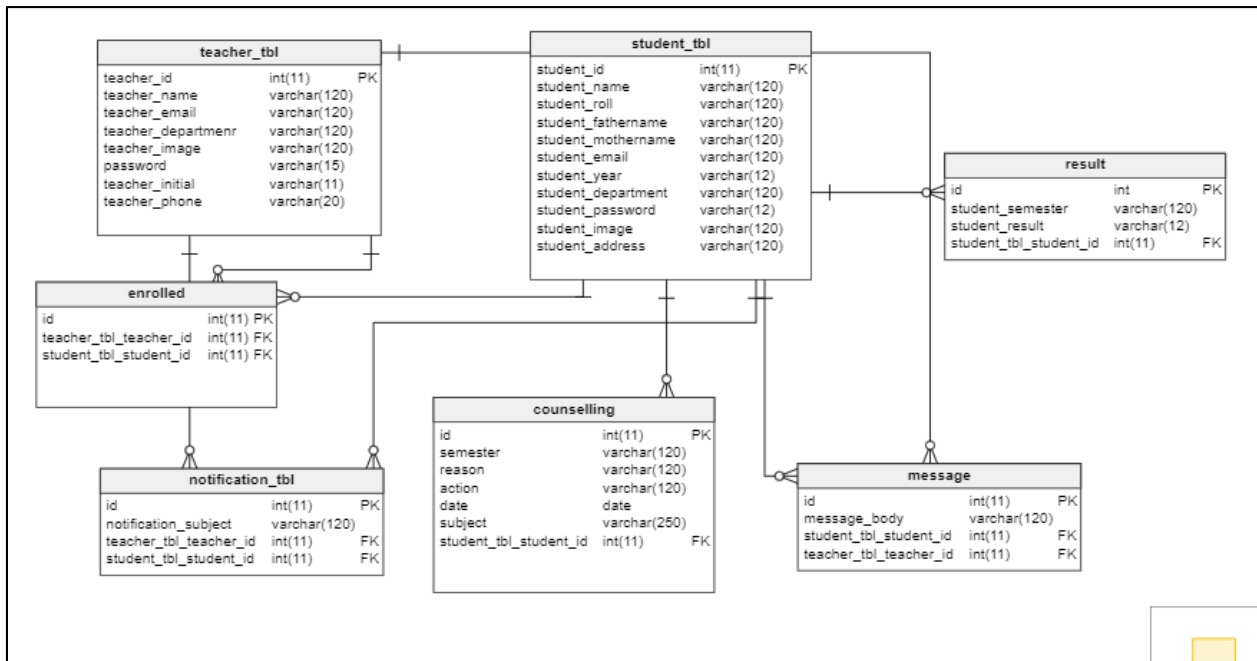 teacher_tbl
teacher_id int(11) PK
teacher_name varchar(120)
teacher_email varchar(120)
teacher_departmenr varchar(120)
teacher_image varchar(120)
password varchar(15)
teacher_initial varchar(11)
teacher_phone varchar(20)
student_tbl
student_id int(11) PK
student_name varchar(120)
student_roll varchar(120)
student_fathername varchar(120)
student_mothername varchar(120)
student_email varchar(120)
student_year varchar(12)
student_department varchar(120)
student_password varchar(12)
student_image varchar(120)
student_address varchar(120)
result
id int PK
student_semester varchar(120)
student_result varchar(12)
student_tbl_student_id int(11) FK
enrolled
id int(11) PK
teacher_tbl_teacher_id int(11) FK
student_tbl_student_id int(11) FK
counselling
id int(11) PK
semester varchar(120)
reason varchar(120)
action varchar(120)
date date
subject varchar(250)
student_tbl_student_id int(11) FK
notification_tbl
id int(11) PK
notification_subject varchar(120)
teacher_tbl_teacher_id int(11) FK
student_tbl_student_id int(11) FK
message
id int(11) PK
message_body varchar(120)
student_tbl_student_id int(11) FK
teacher_tbl_teacher_id int(11) FK